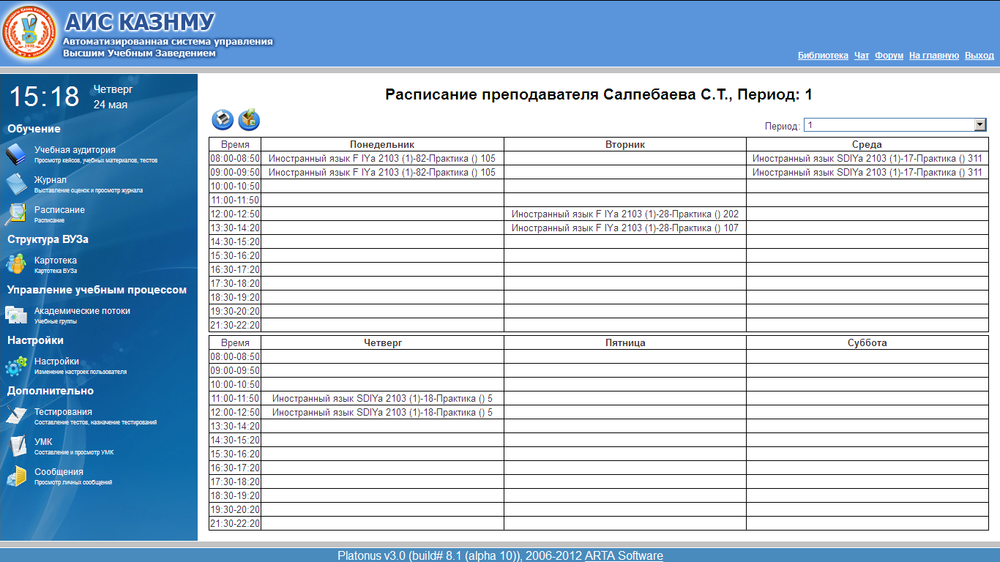 АИС КАЗНМУ
Автоматизированная система управления
Высшим Учебным Заведением
Библиотека Чат Форум На главную Выход
15:18 Четверг
24 мая
Обучение
Учебная аудитория
Просмотр кейсов, учебных материалов, тестов
Журнал
Выставление оценок и просмотр журнала
Расписание
Расписание
Структура ВУЗа
Картотека
Картотека ВУЗа
Управление учебным процессом
Академические потоки
Учебные группы
Настройки
Настройки
Изменение настроек пользователя
Дополнительно
Тестирования
Составление тестов, назначение тестирований
УМК
Составление и просмотр УМК
Сообщения
Просмотр личных сообщений
Расписание преподавателя Салпебаева С.Т., Период: 1
Период: 1
Время Понедельник Вторник Среда
08:00-08:50 Иностранный язык F IYa 2103 (1)-82-Практика () 105 Иностранный язык SDIYa 2103 (1)-17-Практика () 311
09:00-09:50 Иностранный язык F IYa 2103 (1)-82-Практика () 105 Иностранный язык SDIYa 2103 (1)-17-Практика () 311
10:00-10:50
11:00-11:50
12:00-12:50 Иностранный язык F IYa 2103 (1)-28-Практика () 202
13:30-14:20 Иностранный язык F IYa 2103 (1)-28-Практика () 107
14:30-15:20
15:30-16:20
16:30-17:20
17:30-18:20
18:30-19:20
19:30-20:20
21:30-22:20
Время Четверг Пятница Суббота
08:00-08:50
09:00-09:50
10:00-10:50
11:00-11:50 Иностранный язык SDIYa 2103 (1)-18-Практика () 5
12:00-12:50 Иностранный язык SDIYa 2103 (1)-18-Практика () 5
13:30-14:20
14:30-15:20
15:30-16:20
16:30-17:20
17:30-18:20
18:30-19:20
19:30-20:20
21:30-22:20
Platonus v3.0 (build# 8.1 (alpha 10)), 2006-2012 ARTA Software